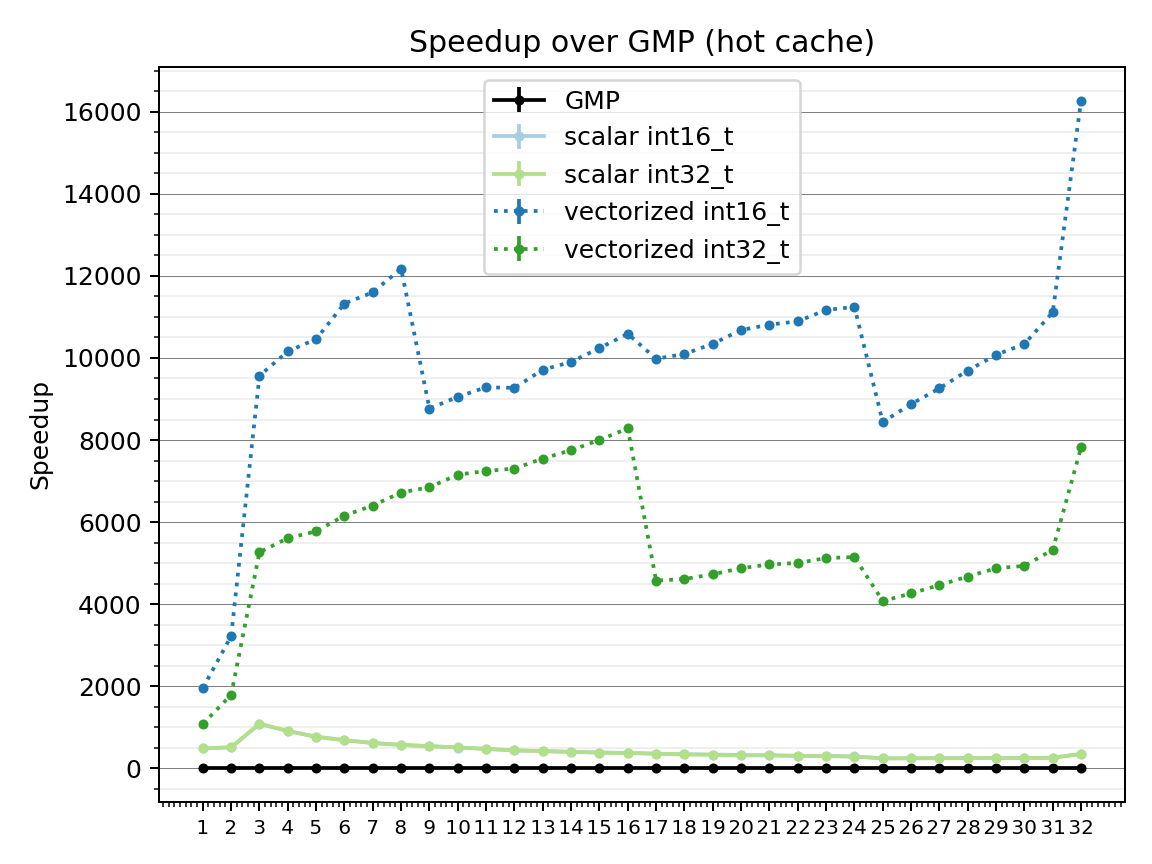 Speedup over GMP (hot cache)
GMP
scalar int16_t
scalar int32_t
vectorized int16_t
vectorized int32_t
Speedup
16000
14000
12000
10000
8000
6000
4000
2000
0
1 2 3 4 5 6 7 8 9 10 11 12 13 14 15 16 17 18 19 20 21 22 23 24 25 26 27 28 29 30 31 32